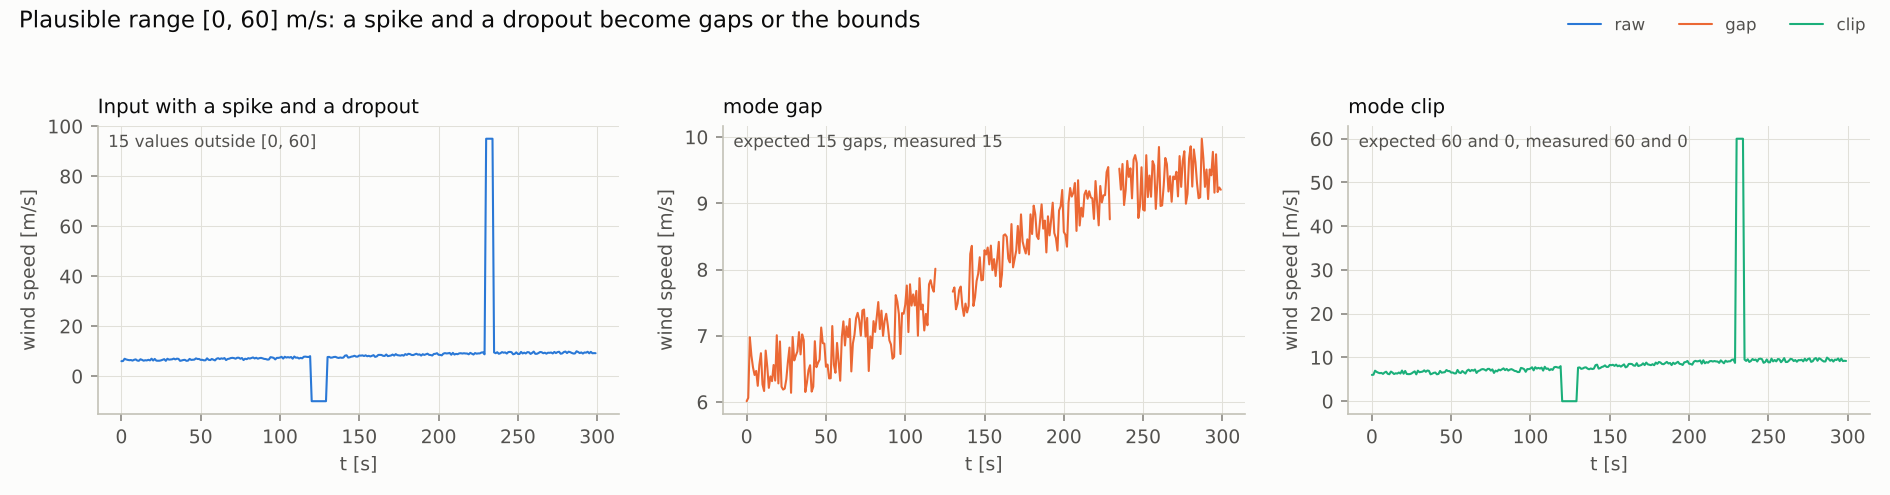 Plausible range [0, 60] m/s: a spike and a dropout become gaps or the bounds
raw
gap
clip
Input with a spike and a dropout
15 values outside [0, 60]
wind speed [m/s]
100
80
60
40
20
0
0 50 100 150 200 250 300
t [s]
mode gap
expected 15 gaps, measured 15
wind speed [m/s]
10
9
8
7
6
0 50 100 150 200 250 300
t [s]
mode clip
expected 60 and 0, measured 60 and 0
wind speed [m/s]
60
50
40
30
20
10
0
0 50 100 150 200 250 300
t [s]